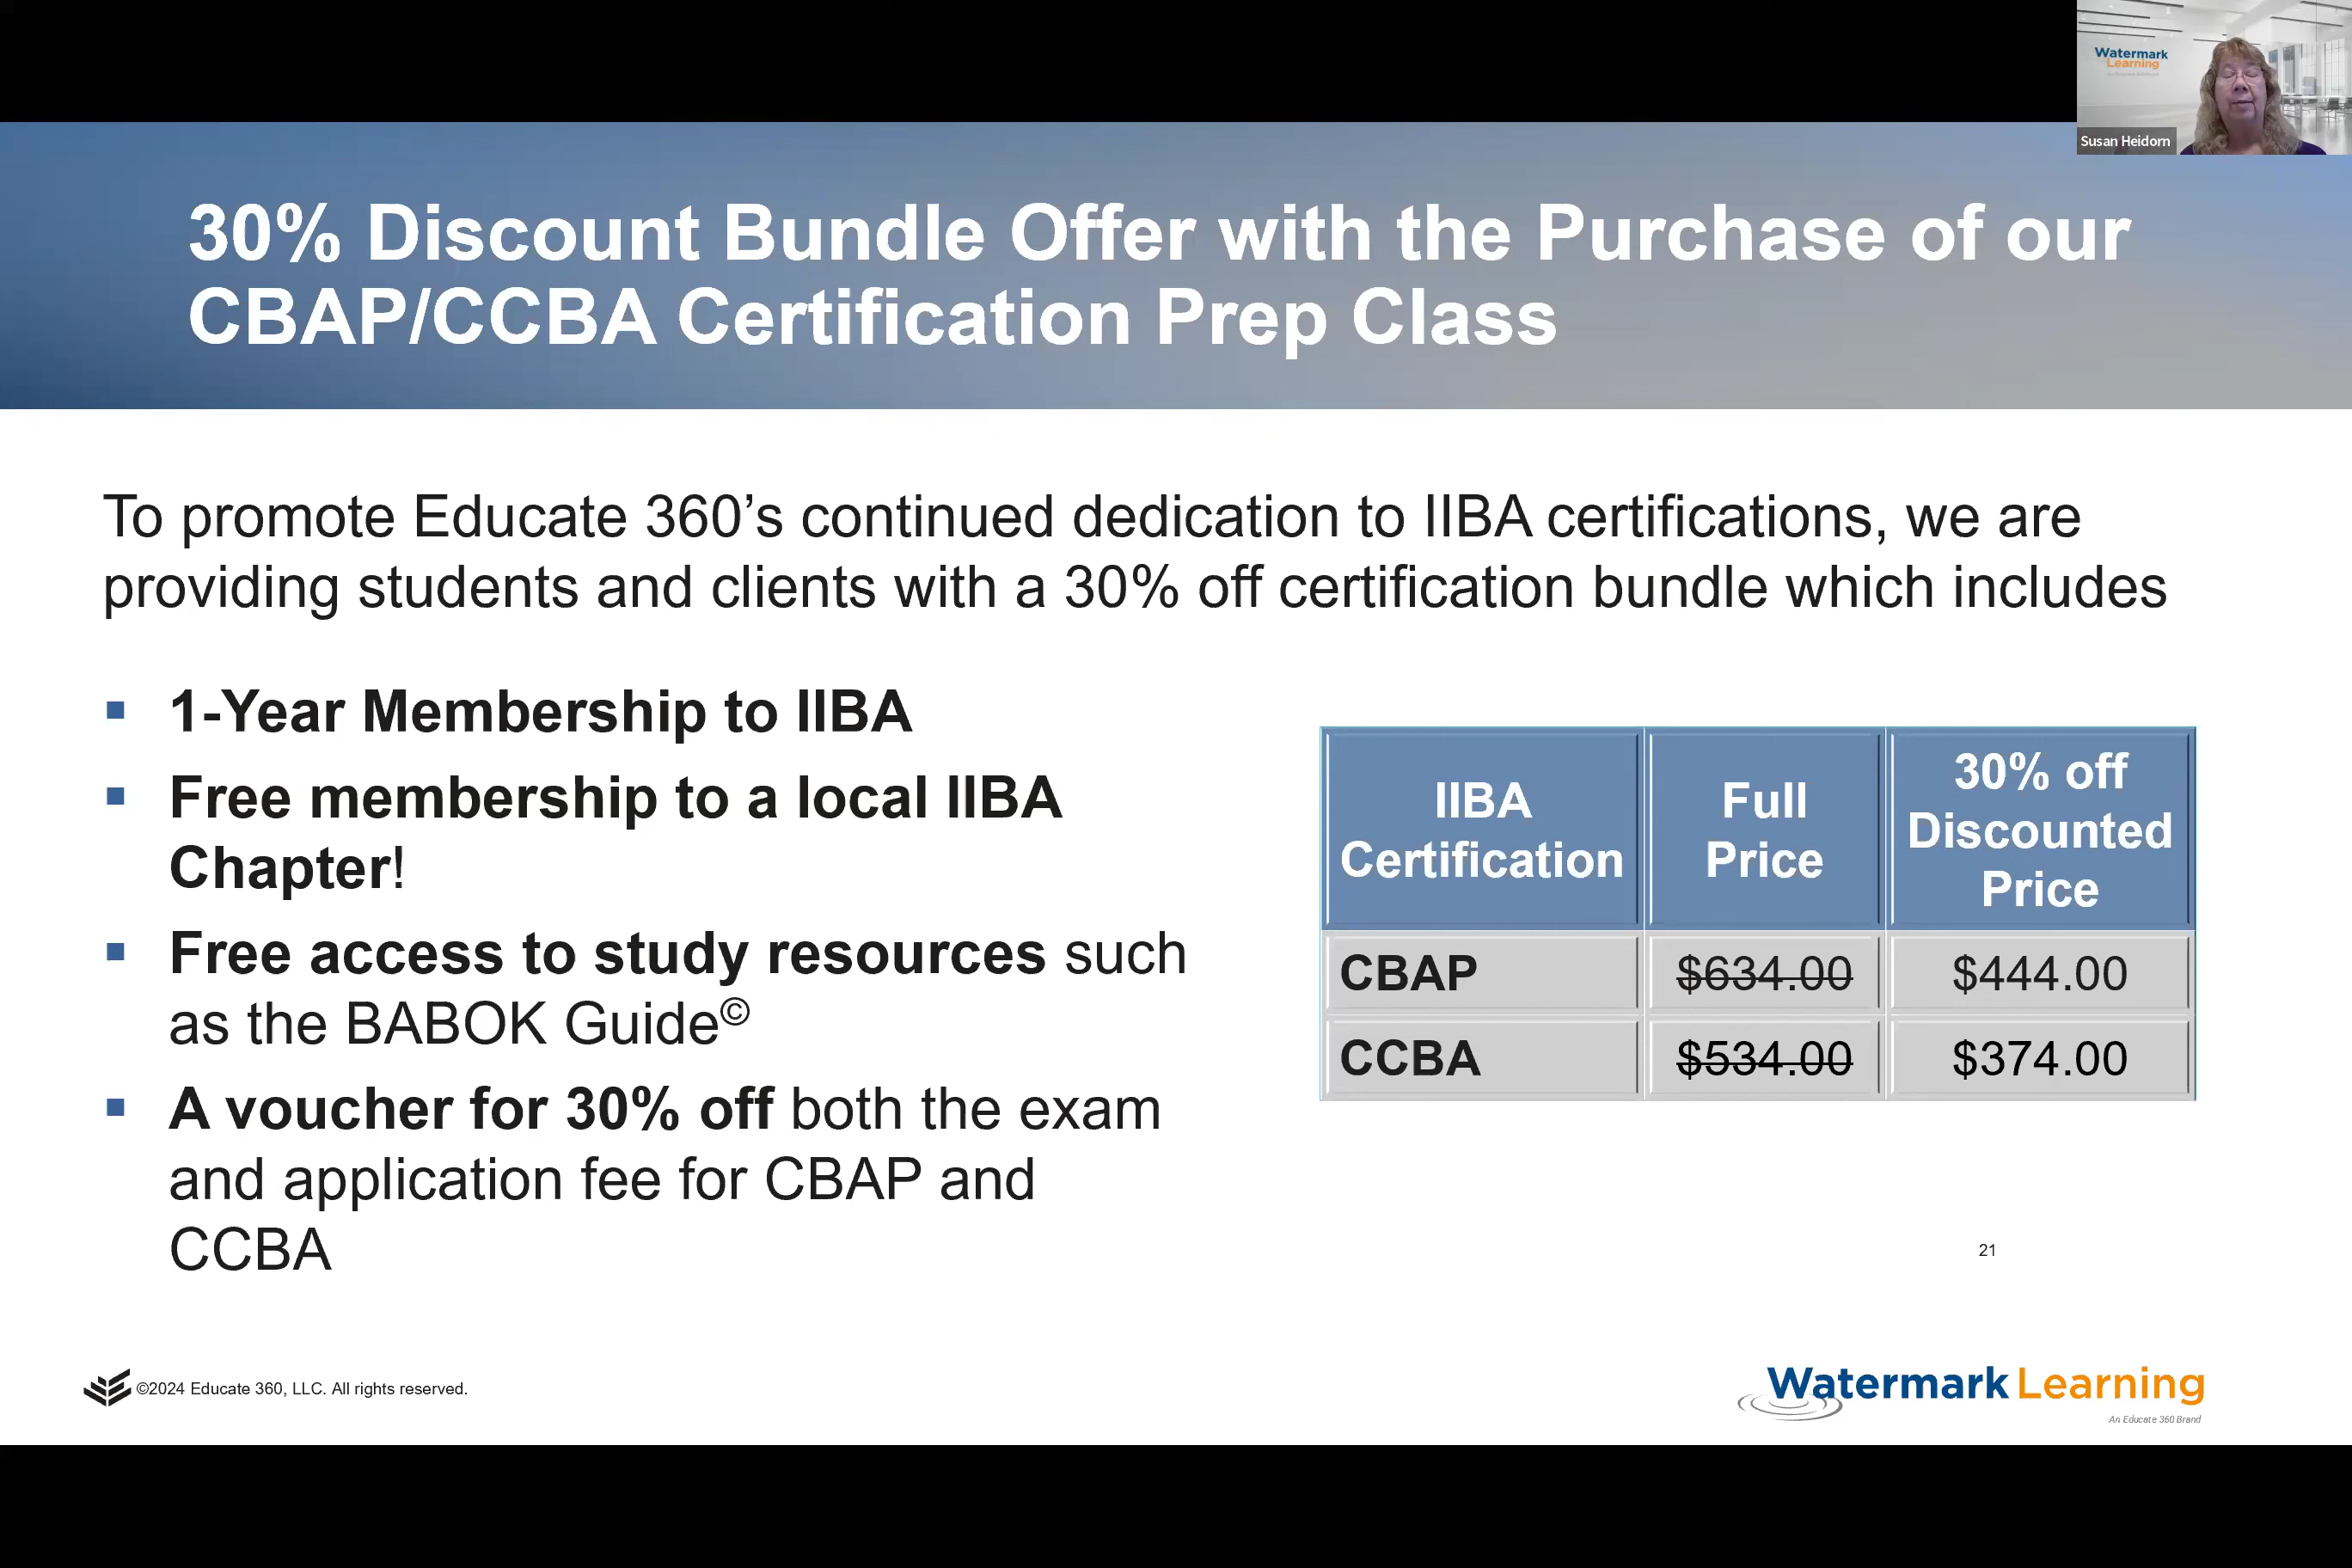 Watermark
Learning
Susan Heidorn
30% Discount Bundle Offer with the Purchase of our
CBAP/CCBA Certification Prep Class
To promote Educate 360’s continued dedication to IIBA certifications, we are
providing students and clients with a 30% off certification bundle which includes
▪ 1-Year Membership to IIBA
▪ Free membership to a local IIBA
Chapter!
▪ Free access to study resources such
as the BABOK Guide©
▪ A voucher for 30% off both the exam
and application fee for CBAP and
CCBA
IIBA Certification Full Price 30% off Discounted Price
CBAP $634.00 $444.00
CCBA $534.00 $374.00
21
©2024 Educate 360, LLC. All rights reserved.
Watermark Learning
An Educate 360 Brand